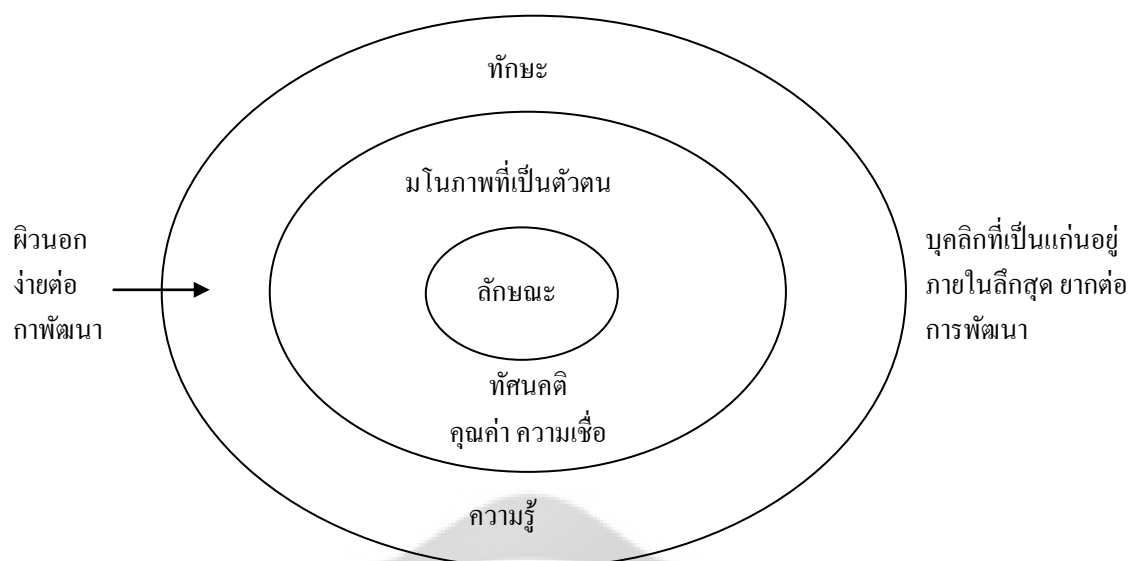 ทักษะ
มโนภาพที่เป็นตัวตน
ผิวนอก
ง่ายต่อ
กาพัฒนา
ลักษณะ
บุคลิกที่เป็นแก่นอยู่
ภายในลึกสุด ยากต่อ
การพัฒนา
ทัศนคติ
คุณค่า ความเชื่อ
ความรู้